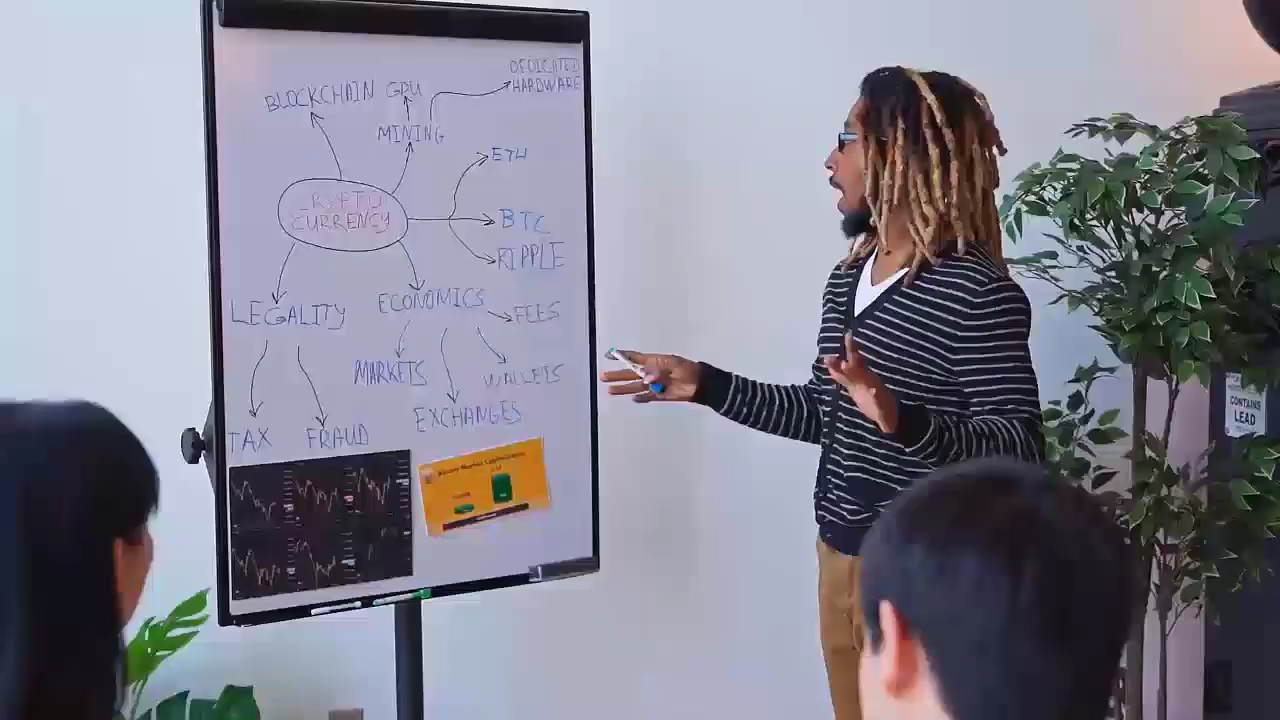 DEDICATED
HARDWARE
BLOCKCHAIN
GPU
MINING
ETH
CURRENCY
BTC
RIPPLE
LEGALITY
ECONOMICS
FEES
MARKETS
WALLETS
EXCHANGES
TAX
FRAUD
CONTAINS
LEAD